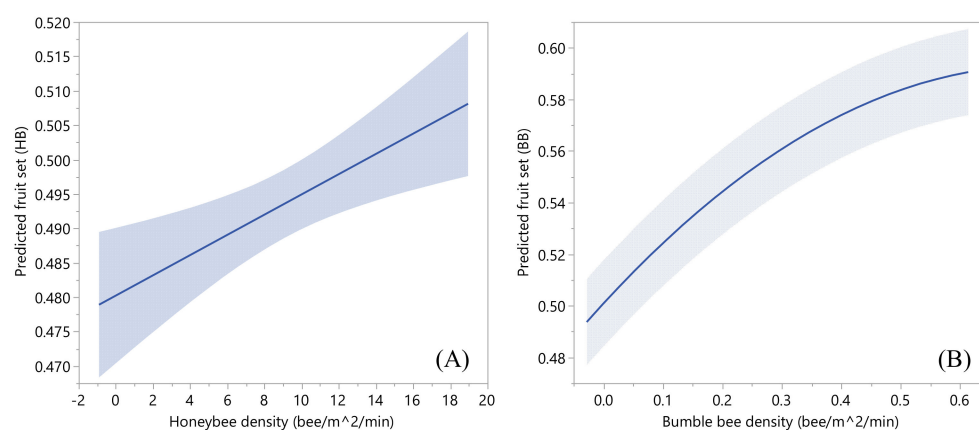 0.520
0.515
0.510
0.505
0.500
0.495
0.490
0.485
0.480
0.475
0.470
Predicted fruit set (HB)
-2 0 2 4 6 8 10 12 14 16 18 20
Honeybee density (bee/m^2/min)
(A)
0.60
0.58
0.56
0.54
0.52
0.50
0.48
Predicted fruit set (BB)
0.0 0.1 0.2 0.3 0.4 0.5 0.6
Bumble bee density (bee/m^2/min)
(B)